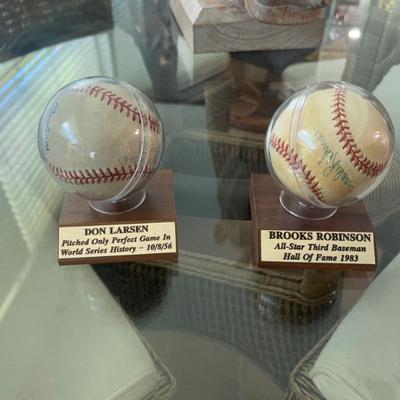 DON LARSEN
Pitched Only Perfect Game In
World Series History ~ 10/8/56
BROOKS ROBINSON
All-Star Third Baseman
Hall Of Fame 1983